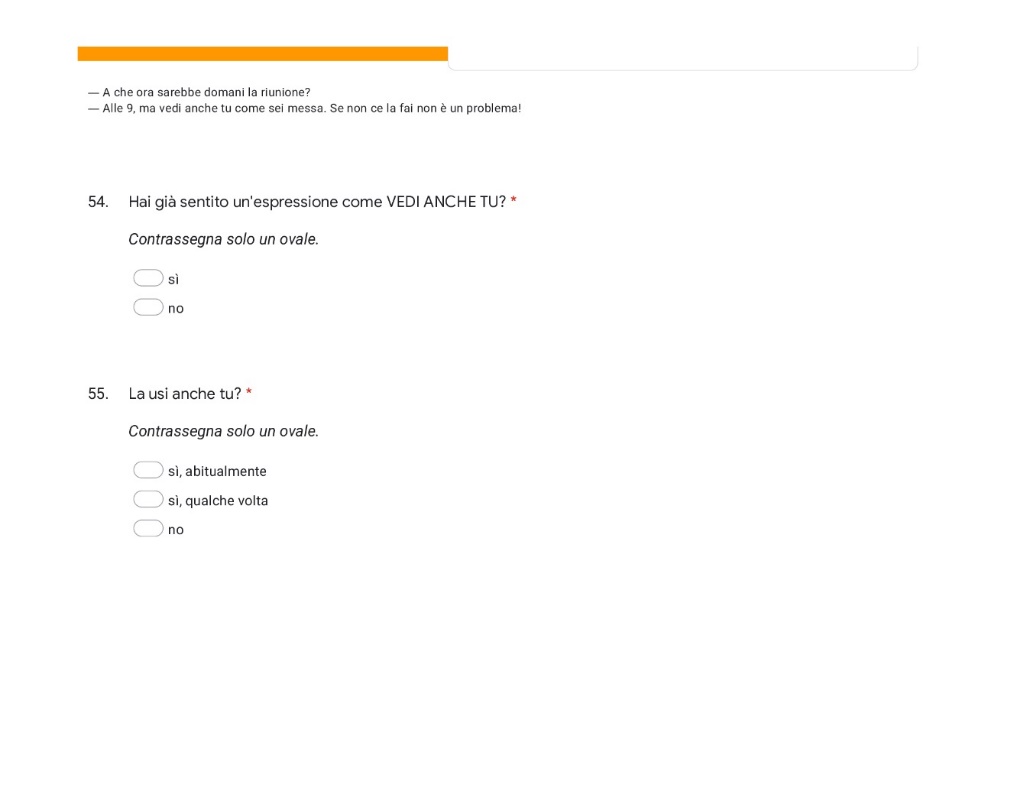 — A che ora sarebbe domani la riunione?
— Alle 9, ma vedi anche tu come sei messa. Se non ce la fai non è un problema!
54. Hai già sentito un'espressione come VEDI ANCHE TU? *
Contrassegna solo un ovale.
sì
no
55. La usi anche tu? *
Contrassegna solo un ovale.
sì, abitualmente
sì, qualche volta
no